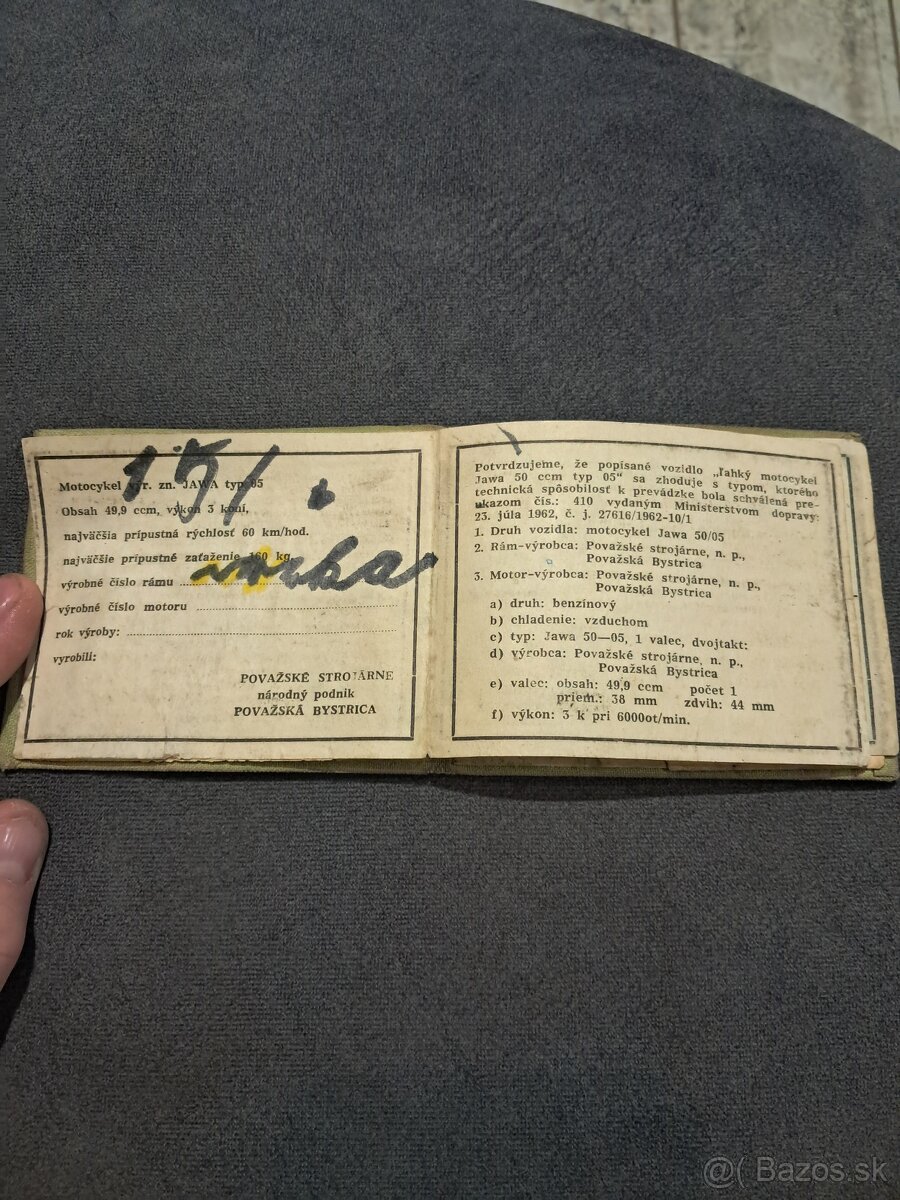 151.
Motocykel výr. zn. JAWA typ 05
Obsah 49,9 ccm, výkon 3 koní,
najväčšia prípustná rýchlosť 60 km/hod.
najväčšie prípustné zaťaženie 160 kg
výrobné číslo rámu
výrobné číslo motoru
rok výroby:
vyrobili:
POVAŽSKÉ STROJÁRNE
národný podnik
POVAŽSKÁ BYSTRICA
Potvrdzujeme, že popísané vozidlo „ľahký motocykel
Jawa 50 ccm typ 05“ sa zhoduje s typom, ktorého
technická spôsobilosť k prevádzke bola schválená pre-
ukazom čís.: 410 vydaným Ministerstvom dopravy:
23. júla 1962, č. j. 27616/1962-10/1
1. Druh vozidla: motocykel Jawa 50/05
2. Rám-výrobca: Považské strojárne, n. p.,
Považská Bystrica
3. Motor-výrobca: Považské strojárne, n. p.,
Považská Bystrica
a) druh: benzínový
b) chladenie: vzduchom
c) typ: Jawa 50—05, 1 valec, dvojtakt:
d) výrobca: Považské strojárne, n. p.,
Považská Bystrica
e) valec: obsah: 49,9 ccm počet 1
priem.: 38 mm zdvih: 44 mm
f) výkon: 3 k pri 6000ot/min.
@( Bazos.sk